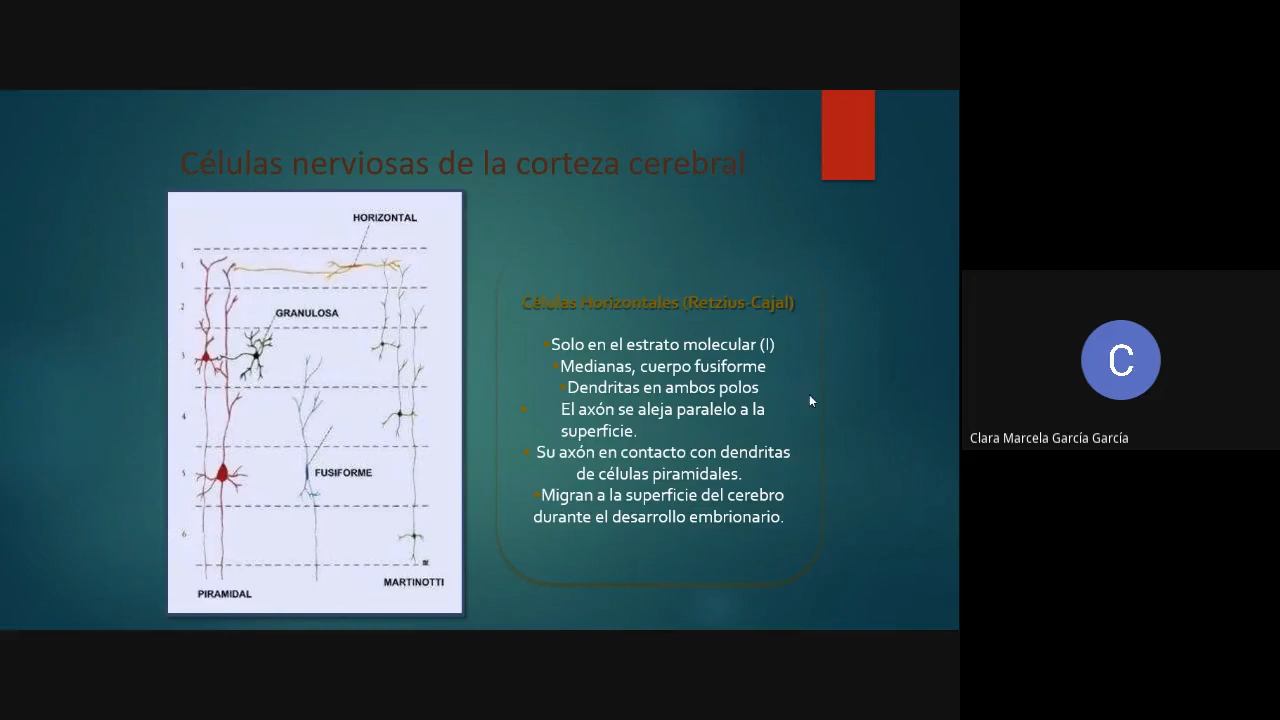 Células nerviosas de la corteza cerebral
HORIZONTAL
1
2
GRANULOSA
3
4
5
FUSIFORME
6
MARTINOTTI
PIRAMIDAL
Células Horizontales (Retzius-Cajal)
Solo en el estrato molecular (I)
Medianas, cuerpo fusiforme
Dendritas en ambos polos
El axón se aleja paralelo a la
superficie.
Su axón en contacto con dendritas
de células piramidales.
Migran a la superficie del cerebro
durante el desarrollo embrionario.
C
Clara Marcela García García